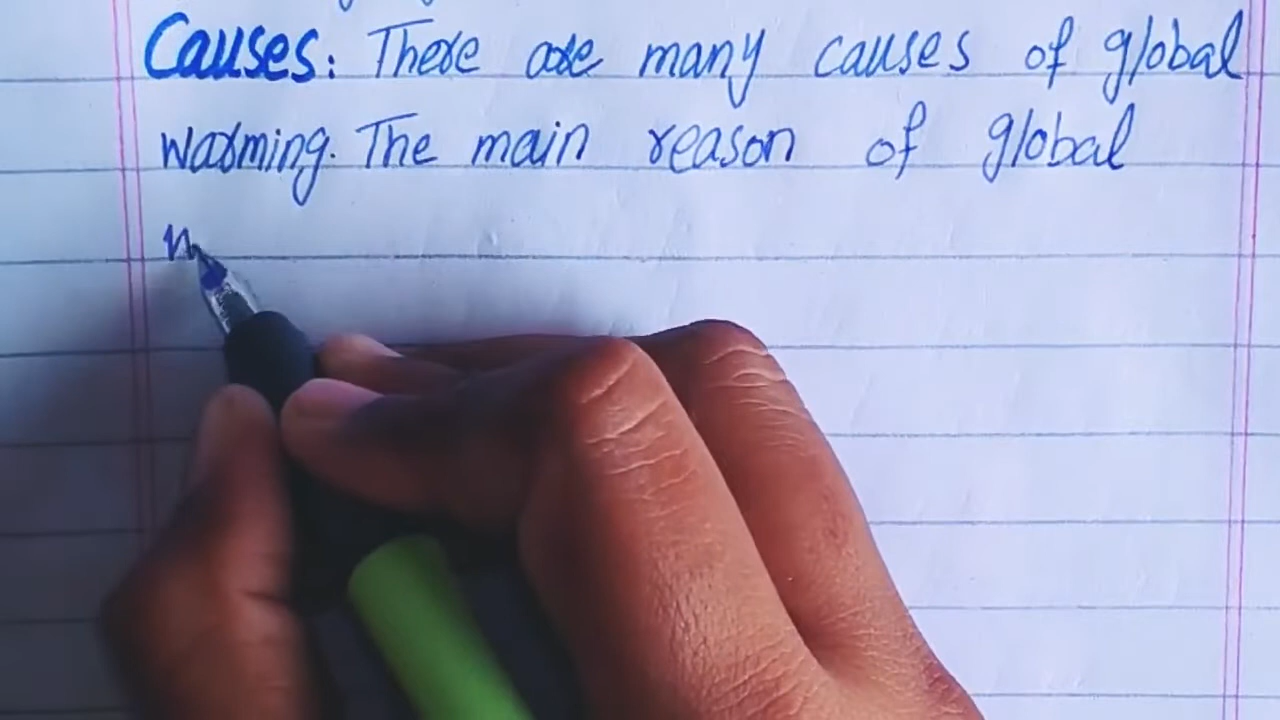 Causes: There are many causes of global
warming. The main reason of global